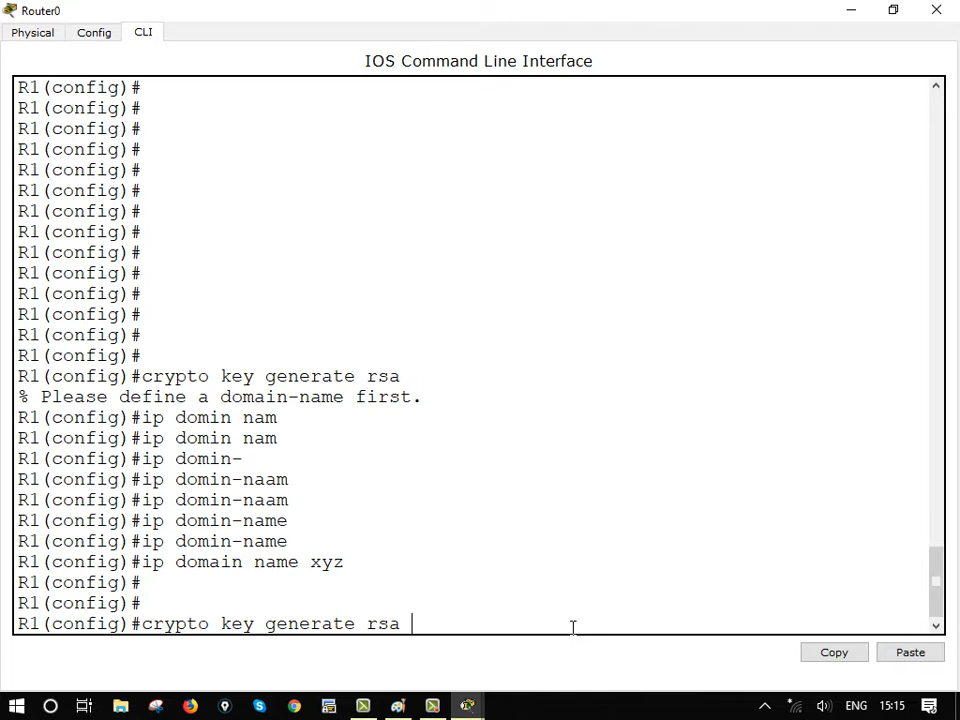 Router0
Physical Config CLI
IOS Command Line Interface
R1(config)#
R1(config)#
R1(config)#
R1(config)#
R1(config)#
R1(config)#
R1(config)#
R1(config)#
R1(config)#
R1(config)#
R1(config)#
R1(config)#
R1(config)#
R1(config)#
R1(config)#crypto key generate rsa
% Please define a domain-name first.
R1(config)#ip domin nam
R1(config)#ip domin nam
R1(config)#ip domin-
R1(config)#ip domin-naam
R1(config)#ip domin-naam
R1(config)#ip domin-name
R1(config)#ip domin-name
R1(config)#ip domain name xyz
R1(config)#
R1(config)#
R1(config)#crypto key generate rsa
Copy Paste
ENG 15:15